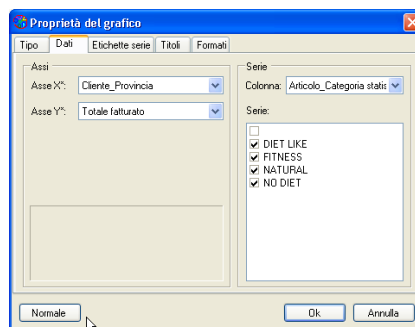 Proprietà del grafico
Tipo Dati Etichette serie Titoli Formati
Assi
Asse X*: Cliente_Provincia
Asse Y*: Totale fatturato
Serie
Colonna: Articolo_Categoria statis
Serie:
DIET LIKE
FITNESS
NATURAL
NO DIET
Normale Ok Annulla